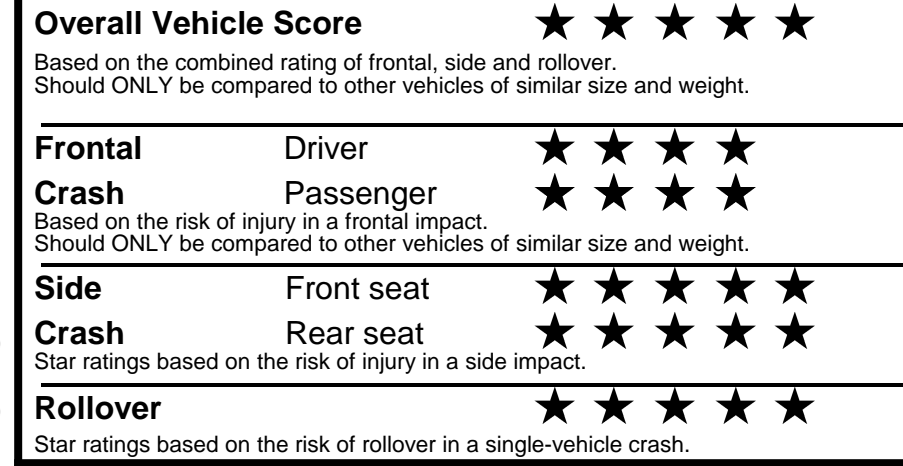 Overall Vehicle Score ★ ★ ★ ★ ★
Based on the combined rating of frontal, side and rollover.
Should ONLY be compared to other vehicles of similar size and weight.
Frontal Driver ★ ★ ★ ★
Crash Passenger ★ ★ ★ ★
Based on the risk of injury in a frontal impact.
Should ONLY be compared to other vehicles of similar size and weight.
Side Front seat ★ ★ ★ ★ ★
Crash Rear seat ★ ★ ★ ★ ★
Star ratings based on the risk of injury in a side impact.
Rollover ★ ★ ★ ★ ★
Star ratings based on the risk of rollover in a single-vehicle crash.